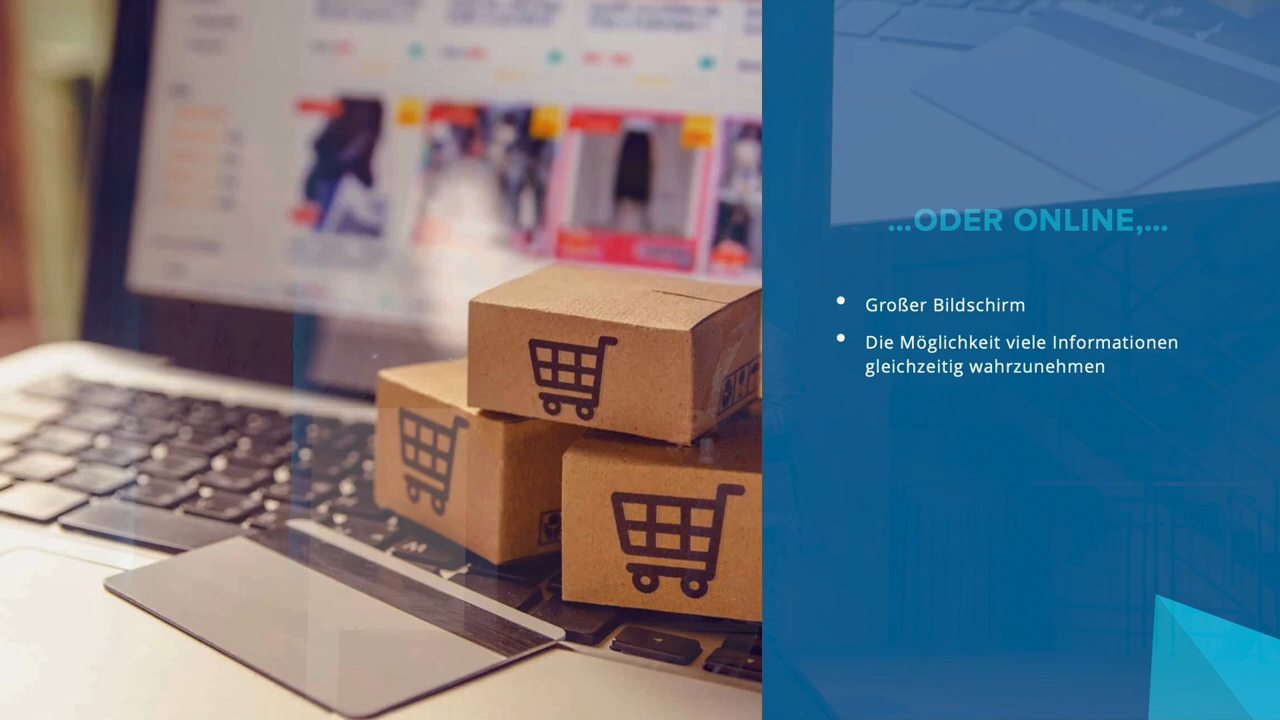 ...ODER ONLINE,...
• Großer Bildschirm
• Die Möglichkeit viele Informationen
gleichzeitig wahrzunehmen